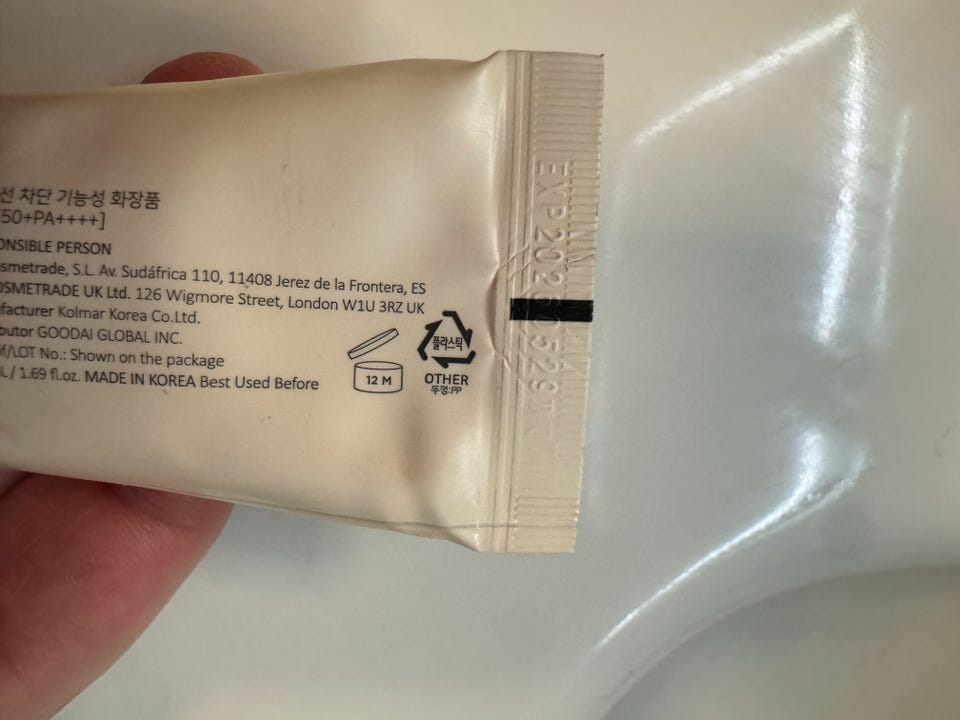 선 차단 기능성 화장품
50+PA++++]
ONSIBLE PERSON
smetrade, S.L. Av. Sudáfrica 110, 11408 Jerez de la Frontera, ES
OSMETRADE UK Ltd. 126 Wigmore Street, London W1U 3RZ UK
facturer Kolmar Korea Co.Ltd.
butor GOODAI GLOBAL INC.
f/LOT No.: Shown on the package
L / 1.69 fl.oz. MADE IN KOREA Best Used Before
12 M
플라스틱
OTHER
뚜껑:PP
EXP